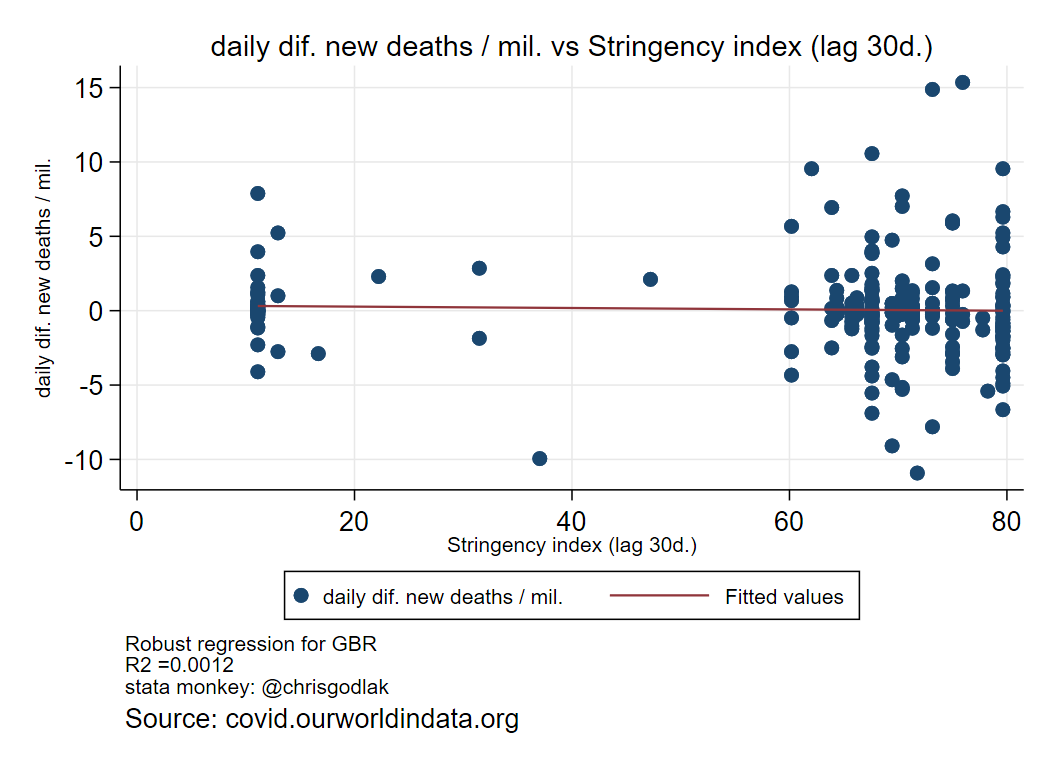 daily dif. new deaths / mil. vs Stringency index (lag 30d.)
daily dif. new deaths / mil.
15
10
5
0
-5
-10
0 20 40 60 80
Stringency index (lag 30d.)
daily dif. new deaths / mil. Fitted values
Robust regression for GBR
R2 =0.0012
stata monkey: @chrisgodlak
Source: covid.ourworldindata.org